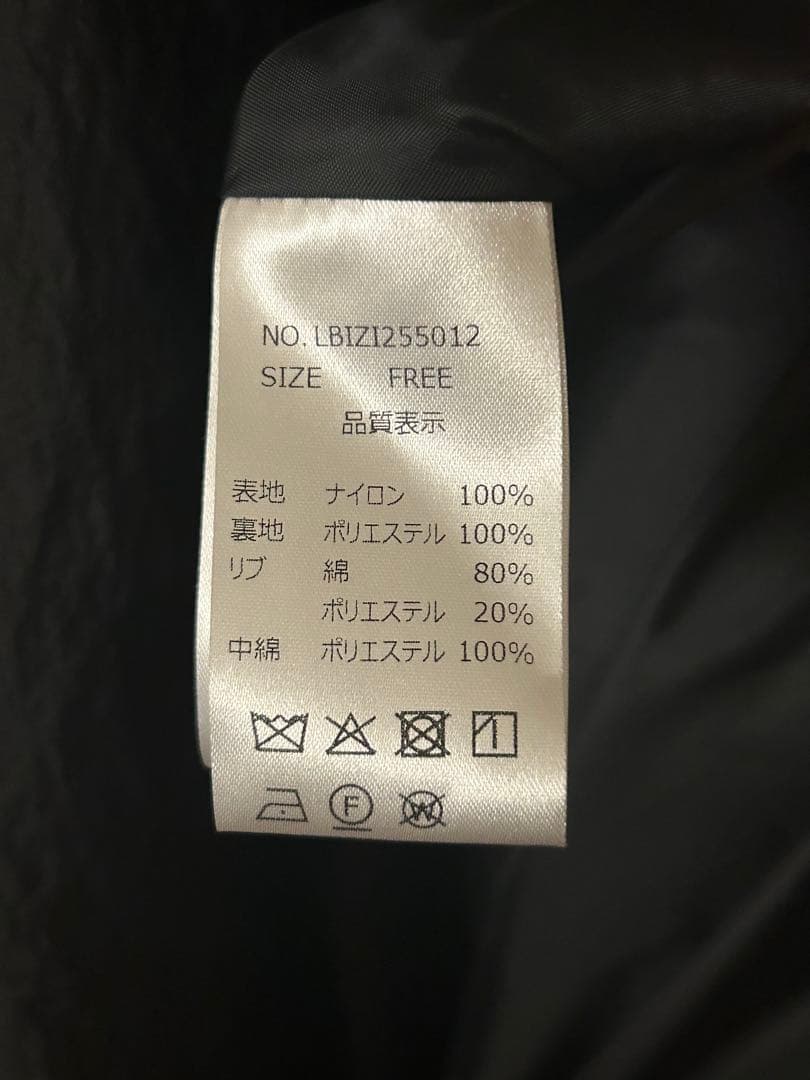 NO. LBIZI255012
SIZE FREE
品質表示
表地 ナイロン 100%
裏地 ポリエステル 100%
リブ 綿 80%
ポリエステル 20%
中綿 ポリエステル 100%
F W